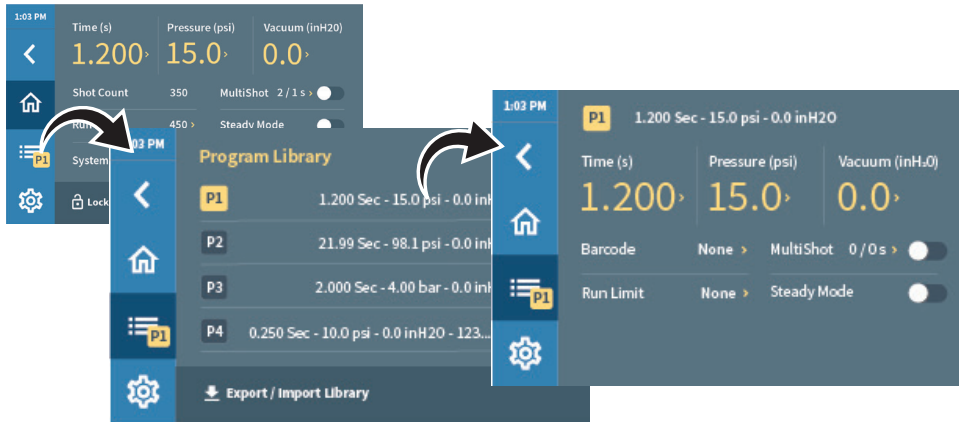 1:03 PM
Time (s) Pressure (psi) Vacuum (inH20)
1.200 › 15.0 › 0.0 ›
Shot Count 350 MultiShot 2 / 1 s ›
450 › Steady Mode
P1 System
Lock
:03 PM
Program Library
P1 1.200 Sec - 15.0 psi - 0.0
P2 21.99 Sec - 98.1 psi - 0.0
P3 2.000 Sec - 4.00 bar - 0.0
P1 P4 0.250 Sec - 10.0 psi - 0.0 inH2O - 123...
Export / Import Library
1:03 PM
P1 1.200 Sec - 15.0 psi - 0.0 inH2O
Time (s) Pressure (psi) Vacuum (inH₂0)
1.200 › 15.0 › 0.0 ›
Barcode None › MultiShot 0 / 0 s ›
P1 Run Limit None › Steady Mode